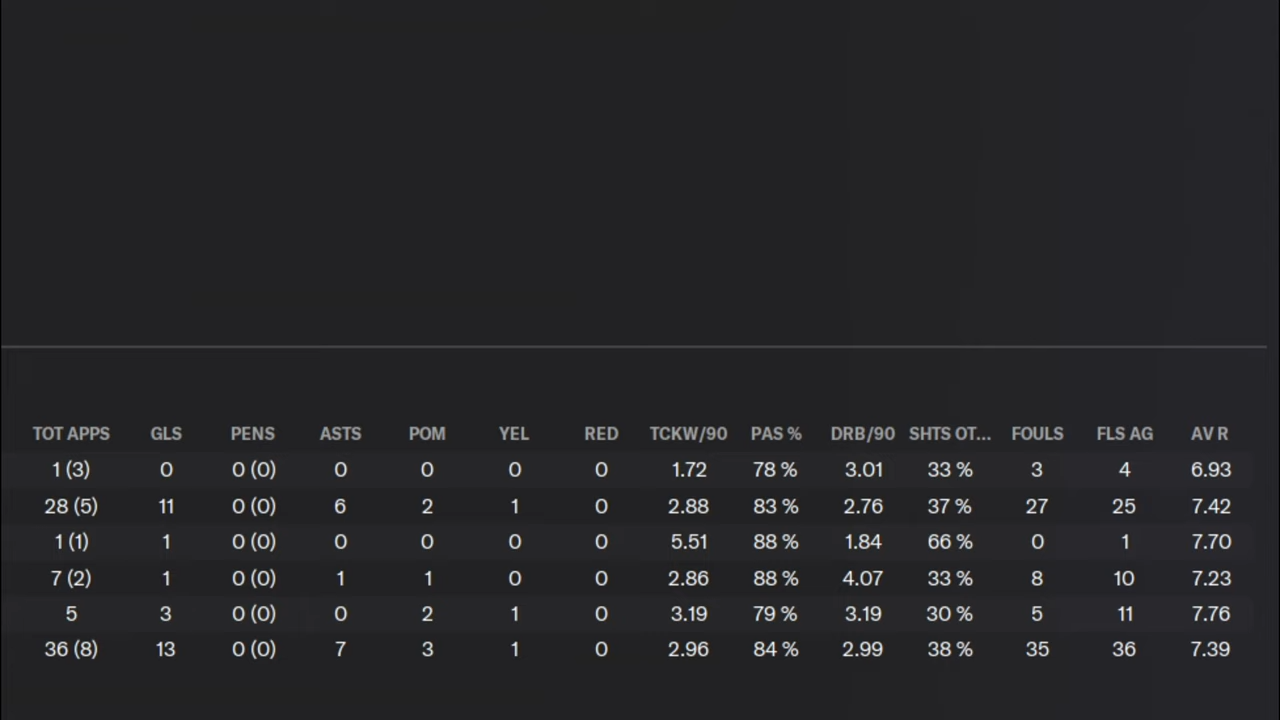 TOT APPS GLS PENS ASTS POM YEL RED TCKW/90 PAS % DRB/90 SHTS OT... FOULS FLS AG AV R
1 (3) 0 0 (0) 0 0 0 0 1.72 78 % 3.01 33 % 3 4 6.93
28 (5) 11 0 (0) 6 2 1 0 2.88 83 % 2.76 37 % 27 25 7.42
1 (1) 1 0 (0) 0 0 0 0 5.51 88 % 1.84 66 % 0 1 7.70
7 (2) 1 0 (0) 1 1 0 0 2.86 88 % 4.07 33 % 8 10 7.23
5 3 0 (0) 0 2 1 0 3.19 79 % 3.19 30 % 5 11 7.76
36 (8) 13 0 (0) 7 3 1 0 2.96 84 % 2.99 38 % 35 36 7.39